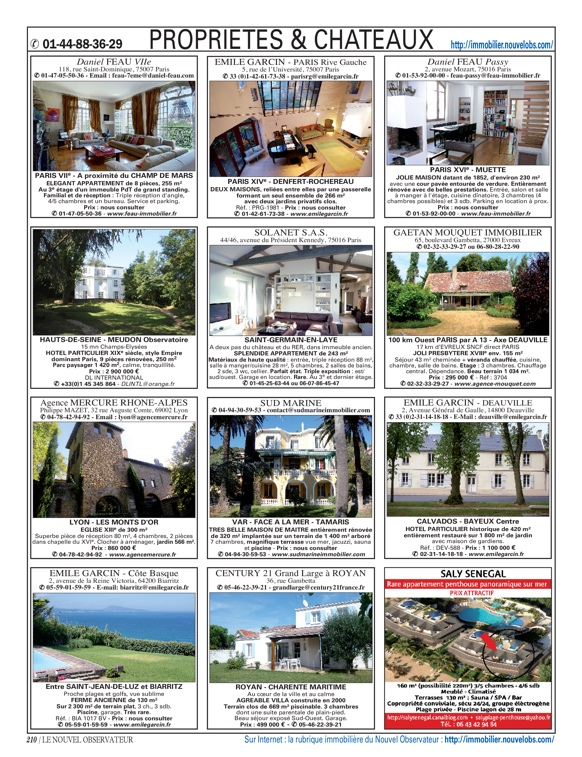 ✆ 01-44-88-36-29
PROPRIETES & CHATEAUX
http://immobilier.nouvelobs.com/
Daniel FEAU VIIe
118, rue Saint-Dominique, 75007 Paris
✆ 01-47-05-50-36 - Email : feau-7eme@daniel-feau.com
PARIS VIIᵉ - A proximité du CHAMP DE MARS
ELEGANT APPARTEMENT de 8 pièces, 255 m²
Au 3ᵉ étage d'un immeuble PdT de grand standing.
Familial et de réception : Triple réception d'angle,
4/5 chambres et un bureau. Service et parking.
Prix : nous consulter
✆ 01-47-05-50-36 - www.feau-immobilier.fr
EMILE GARCIN - PARIS Rive Gauche
5, rue de l'Université, 75007 Paris
✆ 33 (0)1-42-61-73-38 - parisrg@emilegarcin.fr
PARIS XIVᵉ - DENFERT-ROCHEREAU
DEUX MAISONS, reliées entre elles par une passerelle
formant un seul ensemble de 266 m²
avec deux jardins privatifs clos.
Réf. : PRG-1981 - Prix : nous consulter
✆ 01-42-61-73-38 - www.emilegarcin.fr
Daniel FEAU Passy
2, avenue Mozart, 75016 Paris
✆ 01-53-92-00-00 - feau-passy@feau-immobilier.fr
PARIS XVIᵉ - MUETTE
JOLIE MAISON datant de 1852, d'environ 230 m²
avec une cour pavée entourée de verdure. Entièrement
rénovée avec de belles prestations. Entrée, salon et salle
à manger à l'étage, cuisine dinatoire, 3 chambres (4
chambres possibles) et 3 sdb. Parking en location à prox.
Prix : nous consulter
✆ 01-53-92-00-00 - www.feau-immobilier.fr
HAUTS-DE-SEINE - MEUDON Observatoire
15 mn Champs-Elysées
HOTEL PARTICULIER XIXᵉ siècle, style Empire
dominant Paris, 9 pièces rénovées, 250 m²
Parc paysager 1 420 m², calme, tranquillité.
Prix : 2 900 000 €
DL INTERNATIONAL
✆ +33(0)1 45 345 864 - DLINTL@orange.fr
SOLANET S.A.S.
44/46, avenue du Président Kennedy, 75016 Paris
SAINT-GERMAIN-EN-LAYE
A deux pas du château et du RER, dans immeuble ancien.
SPLENDIDE APPARTEMENT de 243 m²
Matériaux de haute qualité : entrée, triple réception 88 m²,
salle à manger/cuisine 28 m², 5 chambres, 2 salles de bains,
2 sde, 3 wc, cellier. Parfait état. Triple exposition : est/
sud/ouest. Garage en location. Rare. Au 3ᵉ et dernier étage.
✆ 01-45-25-63-44 ou 06-07-86-45-47
GAETAN MOUQUET IMMOBILIER
65, boulevard Gambetta, 27000 Evreux
✆ 02-32-33-29-27 ou 06-80-28-22-90
100 km Ouest PARIS par A 13 - Axe DEAUVILLE
17 km d'EVREUX SNCF direct PARIS
JOLI PRESBYTERE XVIIIᵉ env. 155 m²
Séjour 43 m² cheminée + véranda chauffée, cuisine,
chambre, salle de bains. Etage : 3 chambres. Chauffage
central. Dépendance. Beau terrain 1 034 m².
Prix : 295 000 € - Réf : 3704
✆ 02-32-33-29-27 - www.agence-mouquet.com
Agence MERCURE RHONE-ALPES
Philippe MAZET, 32 rue Auguste Comte, 69002 Lyon
✆ 04-78-42-94-92 - Email : lyon@agencemercure.fr
LYON - LES MONTS D'OR
EGLISE XIIᵉ de 300 m²
Superbe pièce de réception 80 m², 4 chambres, 2 pièces
dans chapelle du XVIᵉ. Clocher à aménager, jardin 566 m².
Prix : 860 000 €
✆ 04-78-42-94-92 - www.agencemercure.fr
SUD MARINE
✆ 04-94-30-59-53 - contact@sudmarineimmobilier.com
VAR - FACE A LA MER - TAMARIS
TRES BELLE MAISON DE MAITRE entièrement rénovée
de 320 m² implantée sur un terrain de 1 400 m² arboré
7 chambres, magnifique terrasse vue mer, jacuzzi, sauna
et piscine - Prix : nous consulter
✆ 04-94-30-59-53 - www.sudmarineimmobilier.com
EMILE GARCIN - DEAUVILLE
2, Avenue Général de Gaulle, 14800 Deauville
✆ 33 (0)2-31-14-18-18 - E-Mail : deauville@emilegarcin.fr
CALVADOS - BAYEUX Centre
HOTEL PARTICULIER historique de 420 m²
entièrement restauré sur 1 800 m² de jardin
avec maison de gardiens.
Réf. : DEV-588 - Prix : 1 100 000 €
✆ 02-31-14-18-18 - www.emilegarcin.fr
EMILE GARCIN - Côte Basque
2, avenue de la Reine Victoria, 64200 Biarritz
✆ 05-59-01-59-59 - E-mail: biarritz@emilegarcin.fr
Entre SAINT-JEAN-DE-LUZ et BIARRITZ
Proche plages et golfs, vue sublime
FERME ANCIENNE de 130 m²
Sur 2 300 m² de terrain plat, 3 ch., 3 sdb.
Piscine, garage. Très rare.
Réf. : BIA 1017 BV - Prix : nous consulter
✆ 05-59-01-59-59 - www.emilegarcin.fr
CENTURY 21 Grand Large à ROYAN
36, rue Gambetta
✆ 05-46-22-39-21 - grandlarge@century21france.fr
ROYAN - CHARENTE MARITIME
Au cœur de la ville et au calme
AGREABLE VILLA construite en 2000
Terrain clos de 669 m² piscinable. 3 chambres
dont une suite parentale de plain-pied.
Beau séjour exposé Sud-Ouest. Garage.
Prix : 499 000 € - ✆ 05-46-22-39-21
SALY SENEGAL
Rare appartement penthouse panoramique sur mer
PRIX ATTRACTIF
160 m² (possibilité 220m²) 3/5 chambres - 4/6 sdb
Meublé - Climatisé
Terrasses 130 m² : Sauna / SPA / Bar
Copropriété conviviale, sécu 24/24, groupe électrogène
Plage privée - Piscine lagon de 28 m
http://salysenegal.canalblog.com • salyplage-penthouse@yahoo.fr
Tél. : 06 43 42 94 84
210 / LE NOUVEL OBSERVATEUR
Sur Internet : la rubrique immobilière du Nouvel Observateur : http://immobilier.nouvelobs.com/